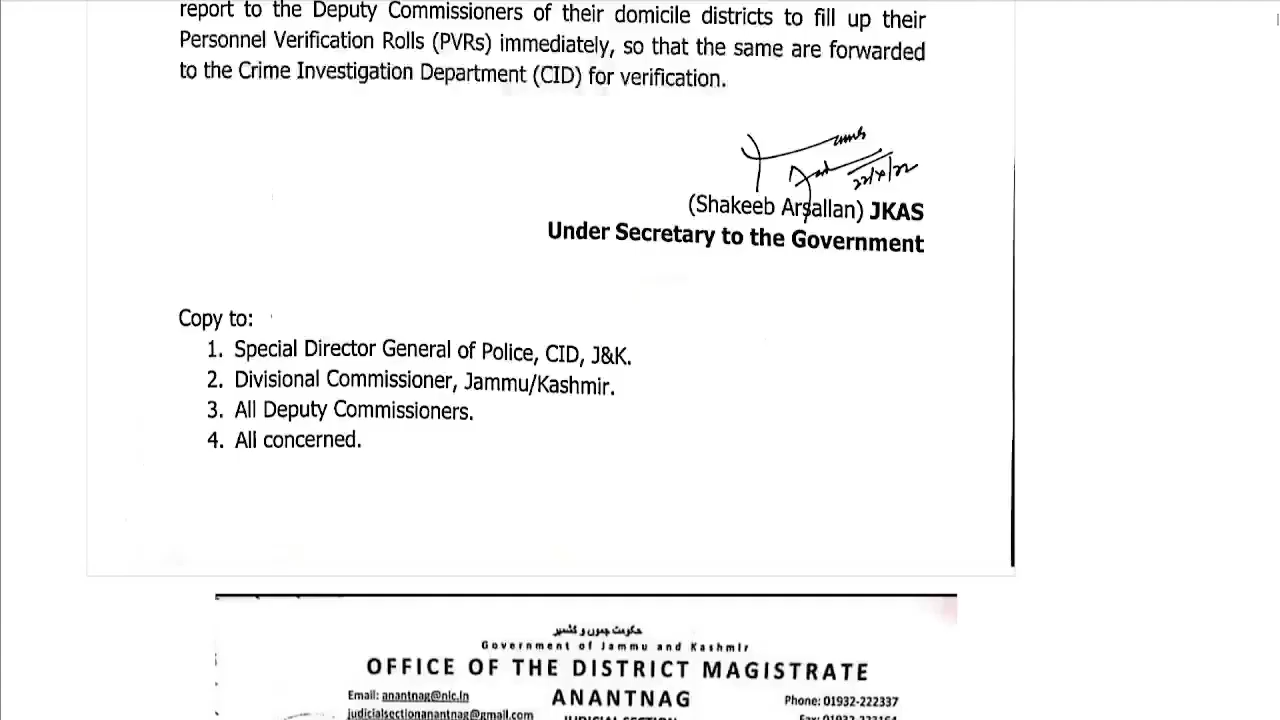 report to the Deputy Commissioners of their domicile districts to fill up their
Personnel Verification Rolls (PVRs) immediately, so that the same are forwarded
to the Crime Investigation Department (CID) for verification.
(Shakeeb Arsallan) JKAS
Under Secretary to the Government
Copy to:
1. Special Director General of Police, CID, J&K.
2. Divisional Commissioner, Jammu/Kashmir.
3. All Deputy Commissioners.
4. All concerned.
حکومت جموں و کشمیر
Government of Jammu and Kashmir
OFFICE OF THE DISTRICT MAGISTRATE
Email: anantnag@nic.in ANANTNAG Phone: 01932-222337
judicialsectionanantnag@gmail.com